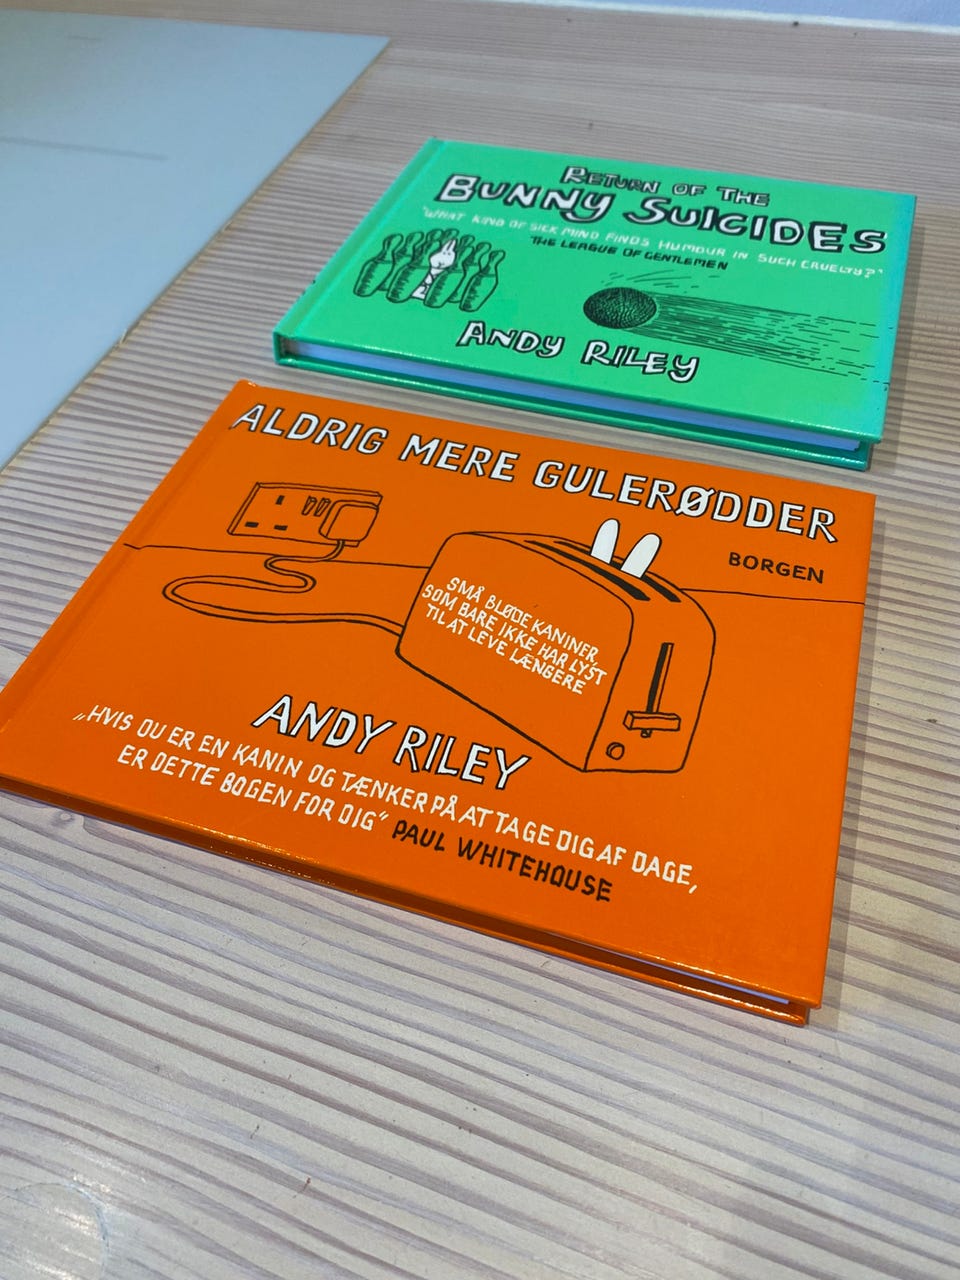 RETURN OF THE
BUNNY SUICIDES
"WHAT KIND OF SICK MIND FINDS HUMOUR IN SUCH CRUELTY?"
THE LEAGUE OF GENTLEMEN
ANDY RILEY
ALDRIG MERE GULERØDDER
BORGEN
SMÅ BLØDE KANINER,
SOM BARE IKKE HAR LYST
TIL AT LEVE LÆNGERE
ANDY RILEY
„HVIS DU ER EN KANIN OG TÆNKER PÅ AT TAGE DIG AF DAGE,
ER DETTE BOGEN FOR DIG" PAUL WHITEHOUSE